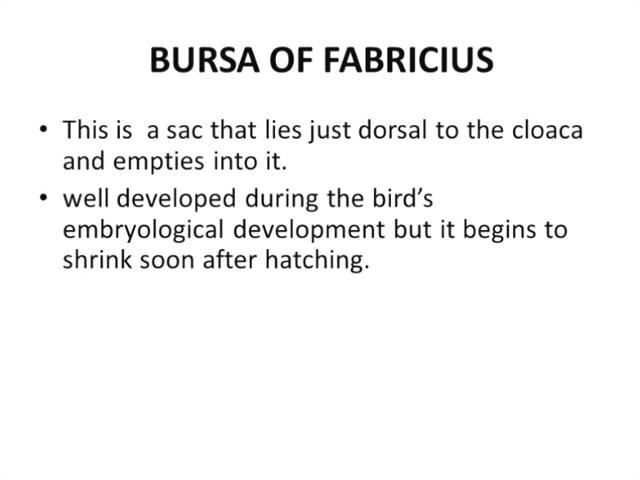 BURSA OF FABRICIUS
• This is  a sac that lies just dorsal to the cloaca
and empties into it.
• well developed during the bird’s
embryological development but it begins to
shrink soon after hatching.